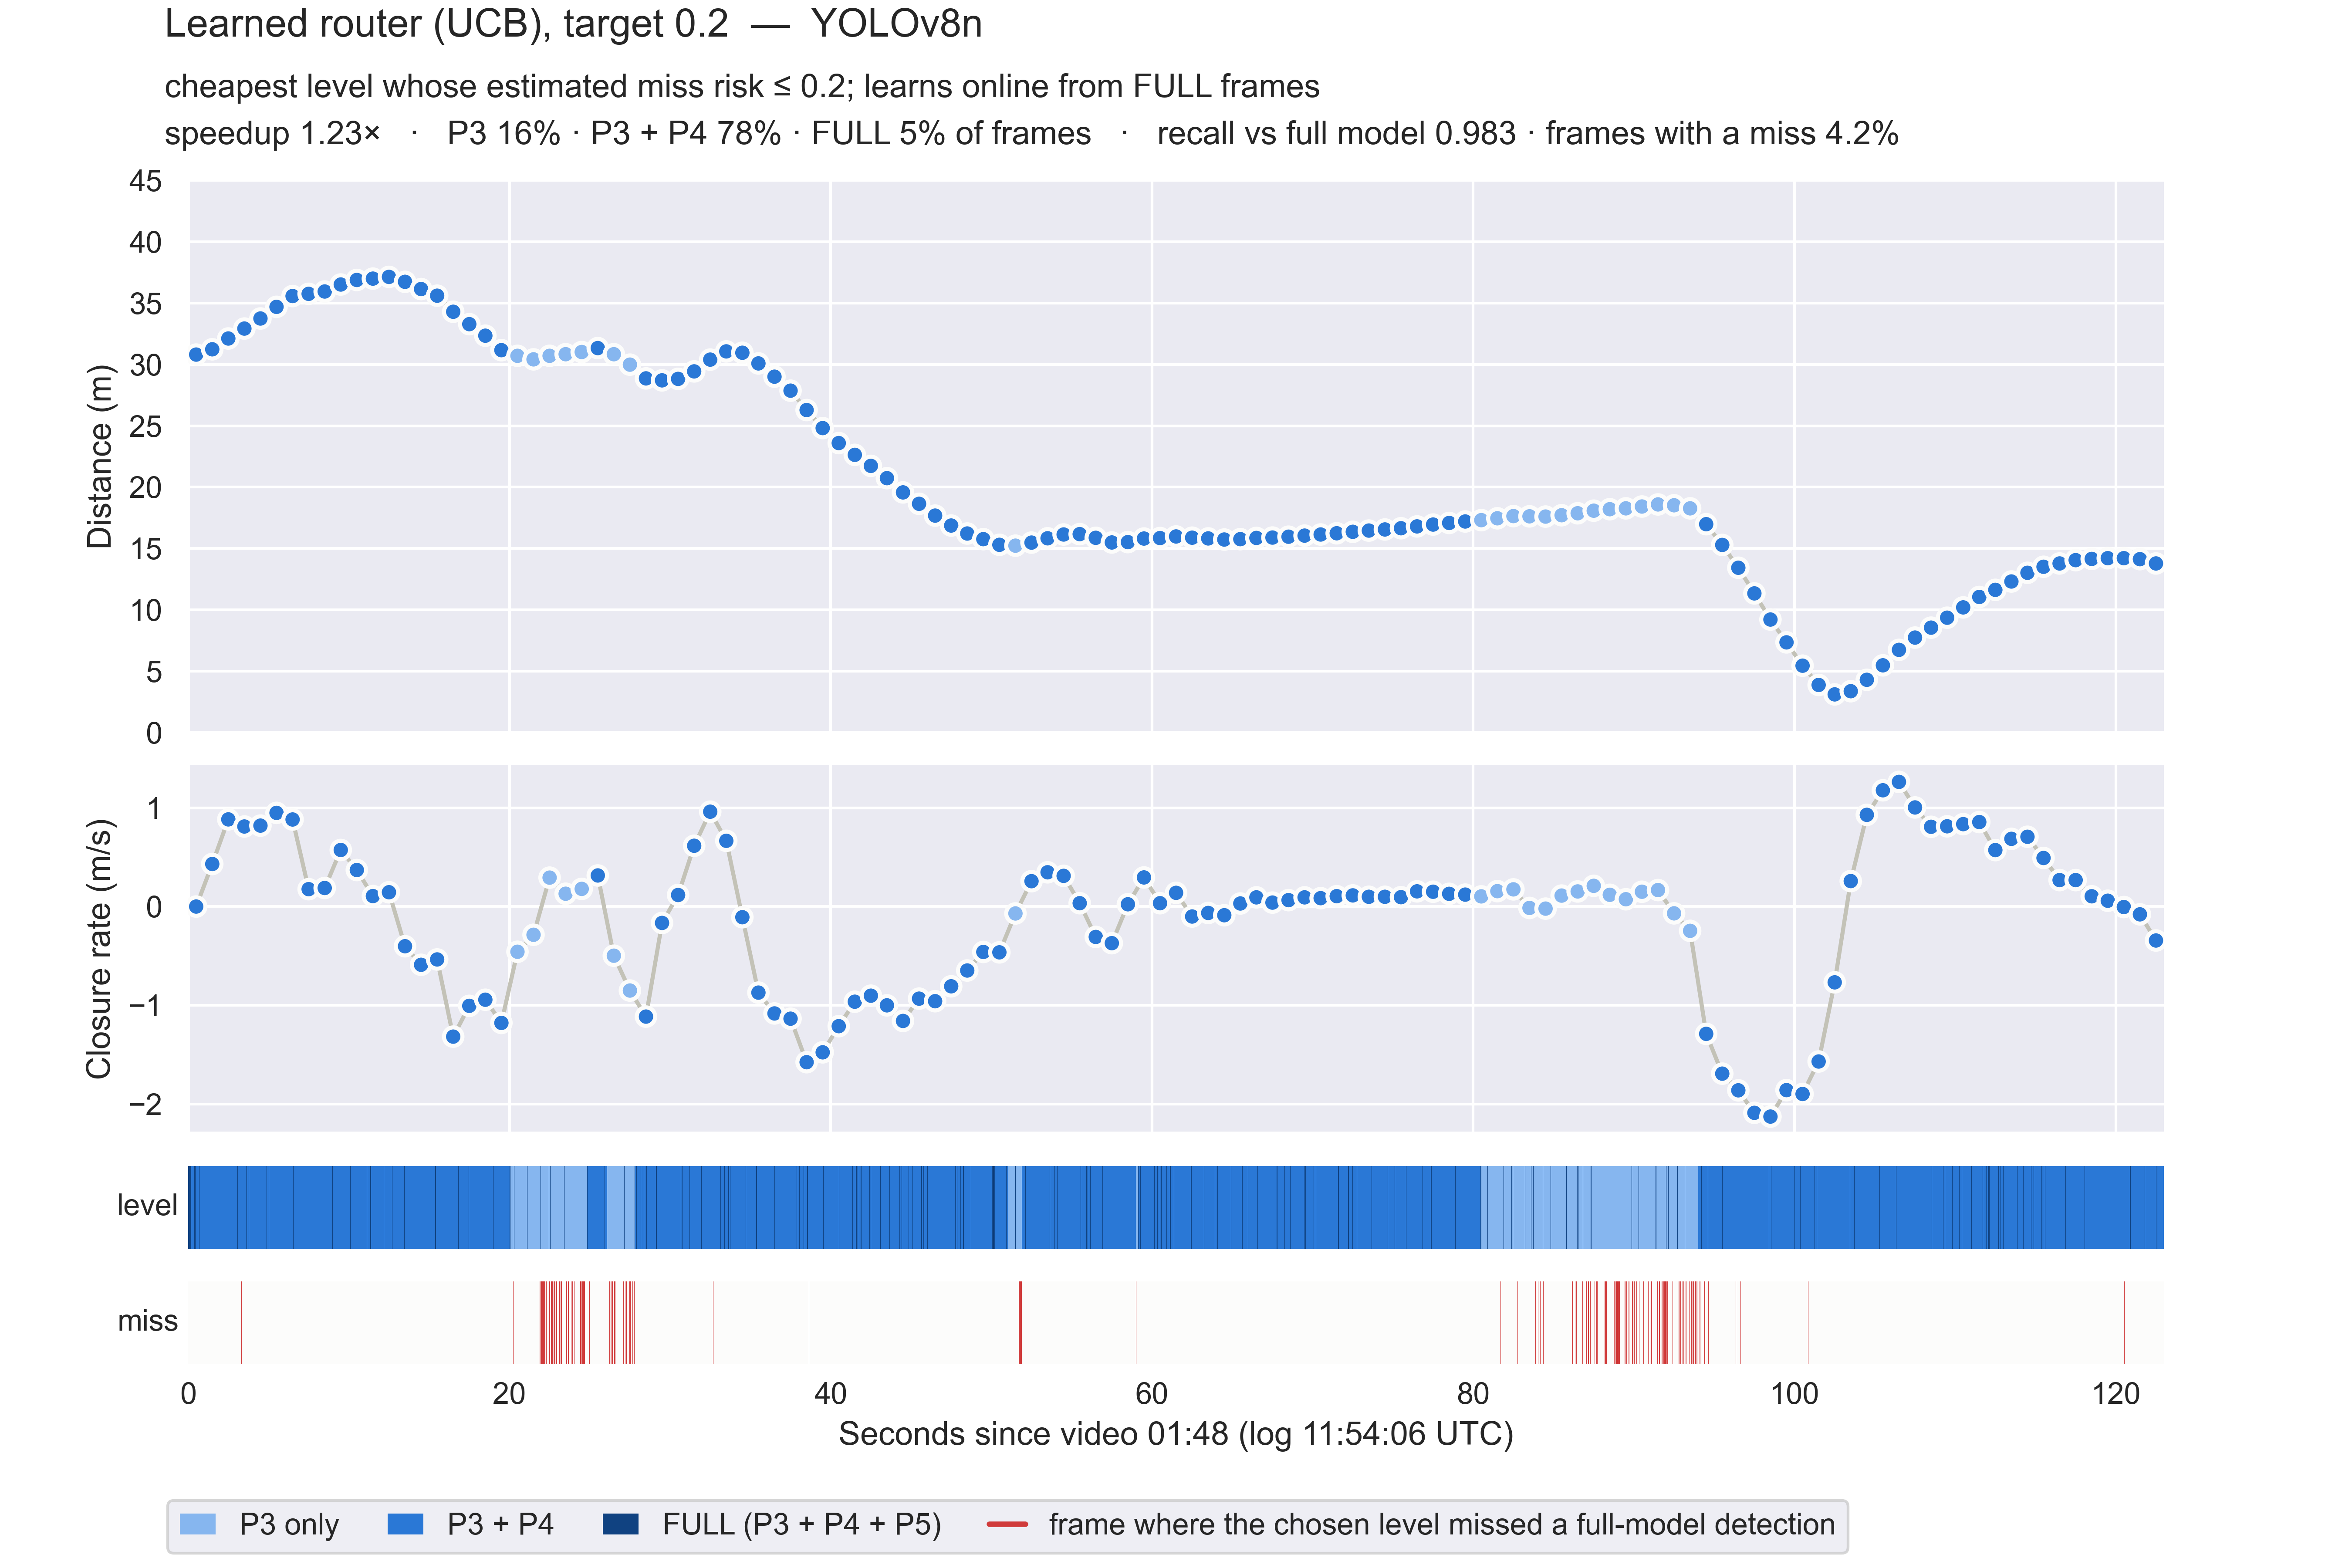 Learned router (UCB), target 0.2 — YOLOv8n
cheapest level whose estimated miss risk ≤ 0.2; learns online from FULL frames
speedup 1.23× · P3 16% · P3 + P4 78% · FULL 5% of frames · recall vs full model 0.983 · frames with a miss 4.2%
45
40
35
30
25
20
15
10
5
0
Distance (m)
1
0
−1
−2
Closure rate (m/s)
level
miss
0 20 40 60 80 100 120
Seconds since video 01:48 (log 11:54:06 UTC)
P3 only P3 + P4 FULL (P3 + P4 + P5) frame where the chosen level missed a full-model detection